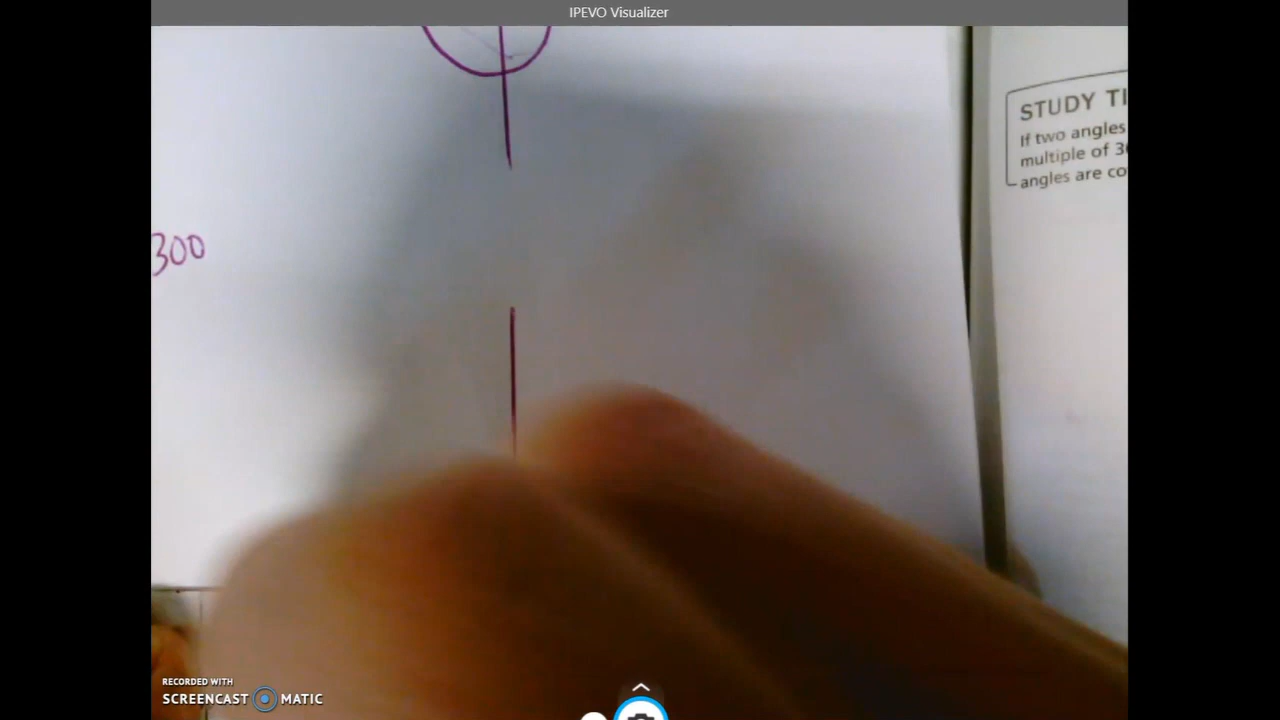 IPEVO Visualizer
STUDY TI
If two angles
multiple of 3
angles are co
300
RECORDED WITH
SCREENCAST MATIC